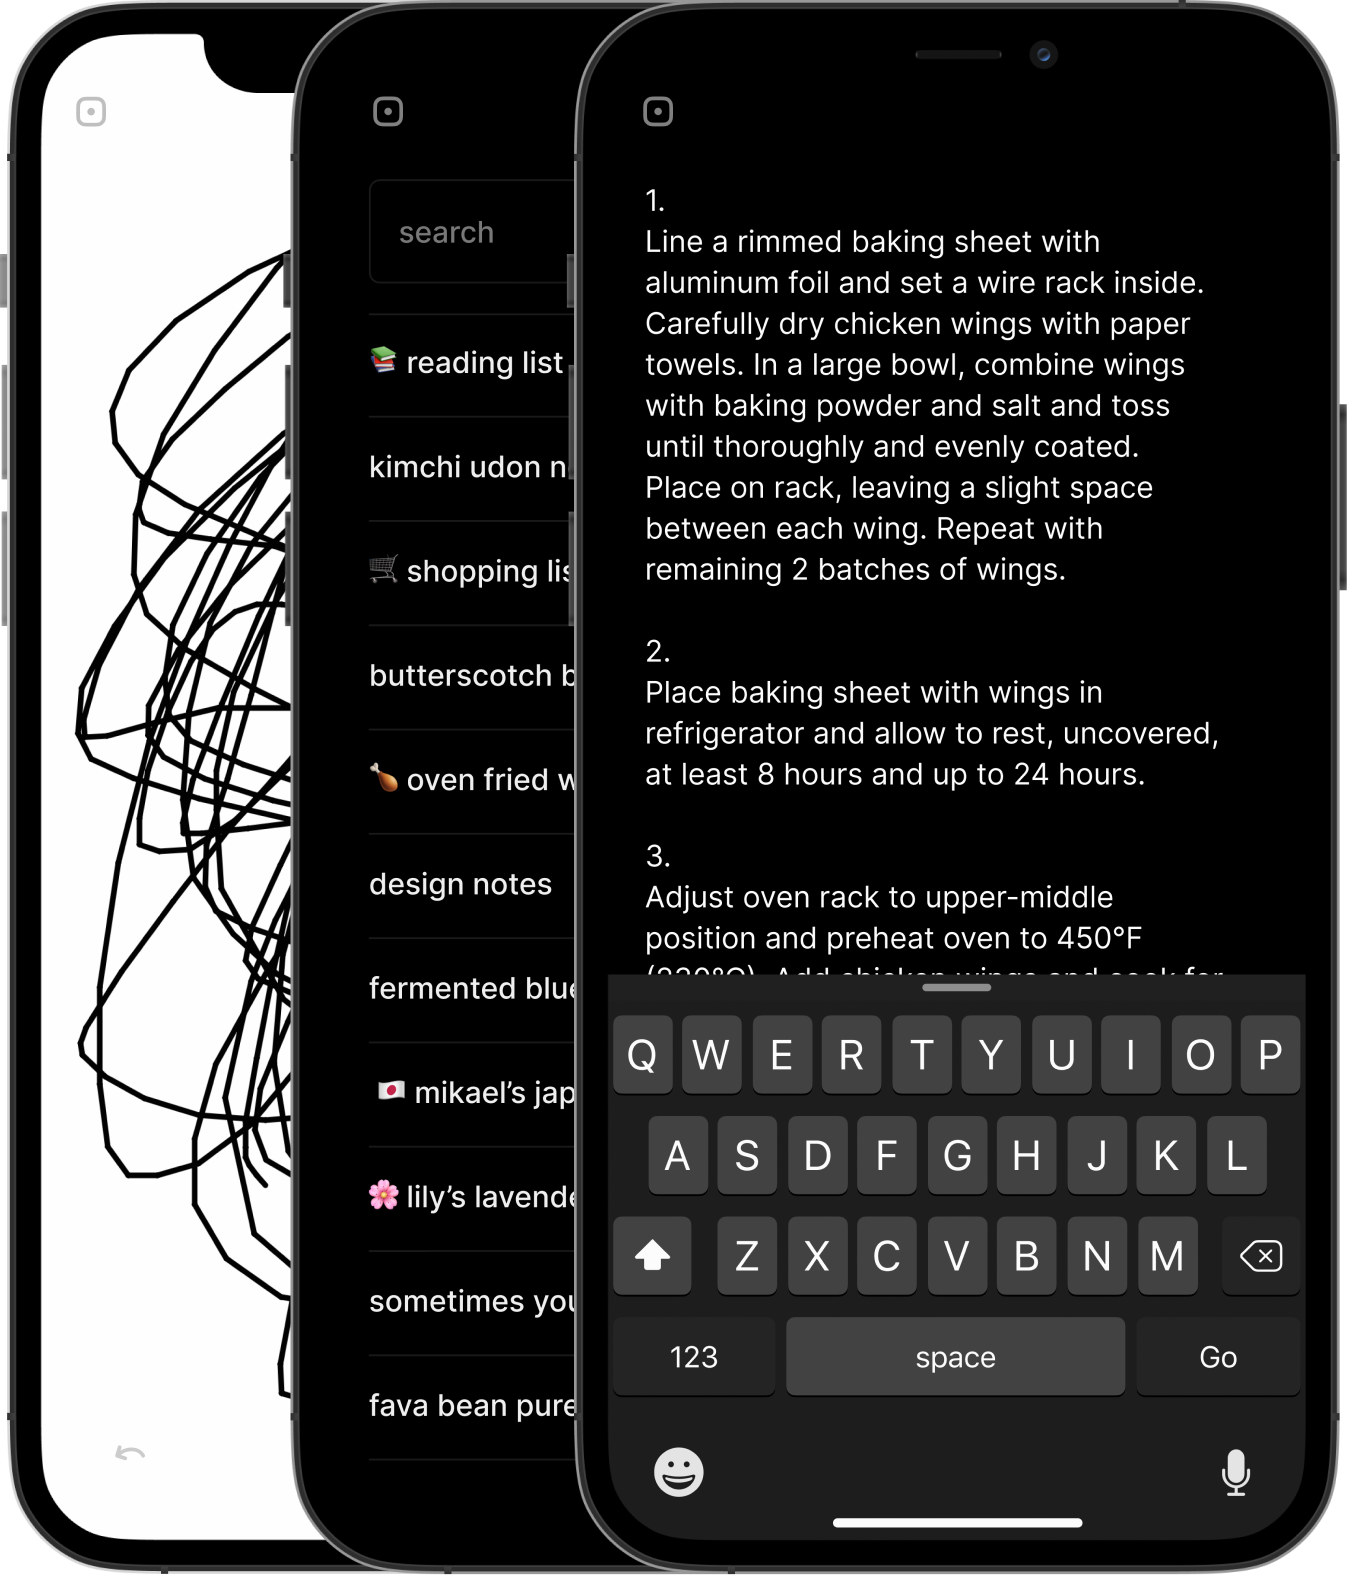 search
reading list
kimchi udon n
shopping lis
butterscotch b
oven fried w
design notes
fermented blue
mikael’s jap
lily’s lavende
sometimes you
fava bean pure
1.
Line a rimmed baking sheet with
aluminum foil and set a wire rack inside.
Carefully dry chicken wings with paper
towels. In a large bowl, combine wings
with baking powder and salt and toss
until thoroughly and evenly coated.
Place on rack, leaving a slight space
between each wing. Repeat with
remaining 2 batches of wings.
2.
Place baking sheet with wings in
refrigerator and allow to rest, uncovered,
at least 8 hours and up to 24 hours.
3.
Adjust oven rack to upper-middle
position and preheat oven to 450°F
Add chicken wings and cook for
Q W E R T Y U I O P
A S D F G H J K L
Z X C V B N M
123 space Go